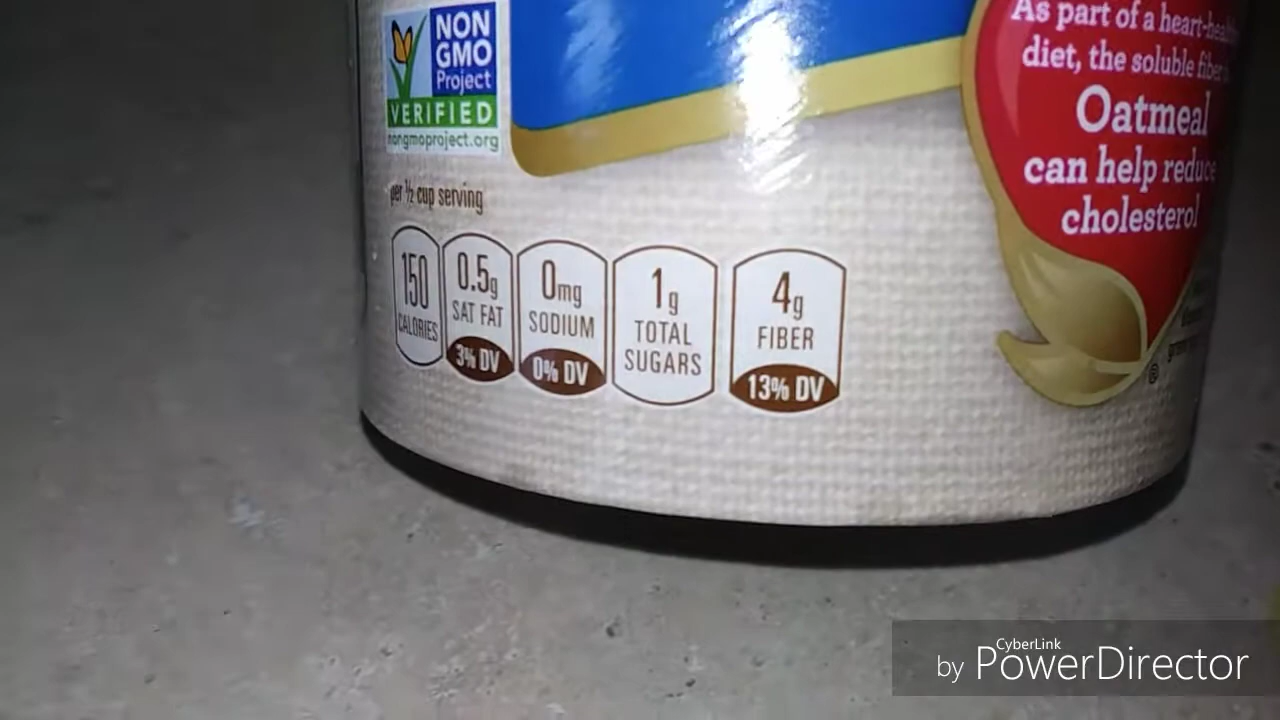 NON
GMO
Project
VERIFIED
nongmoproject.org
As part of a
diet, the soluble fiber
Oatmeal
can help reduce
cholesterol
per ½ cup serving
150
CALORIES
0.5g
SAT FAT
3% DV
0mg
SODIUM
0% DV
1g
TOTAL
SUGARS
4g
FIBER
13% DV
®
by CyberLink PowerDirector